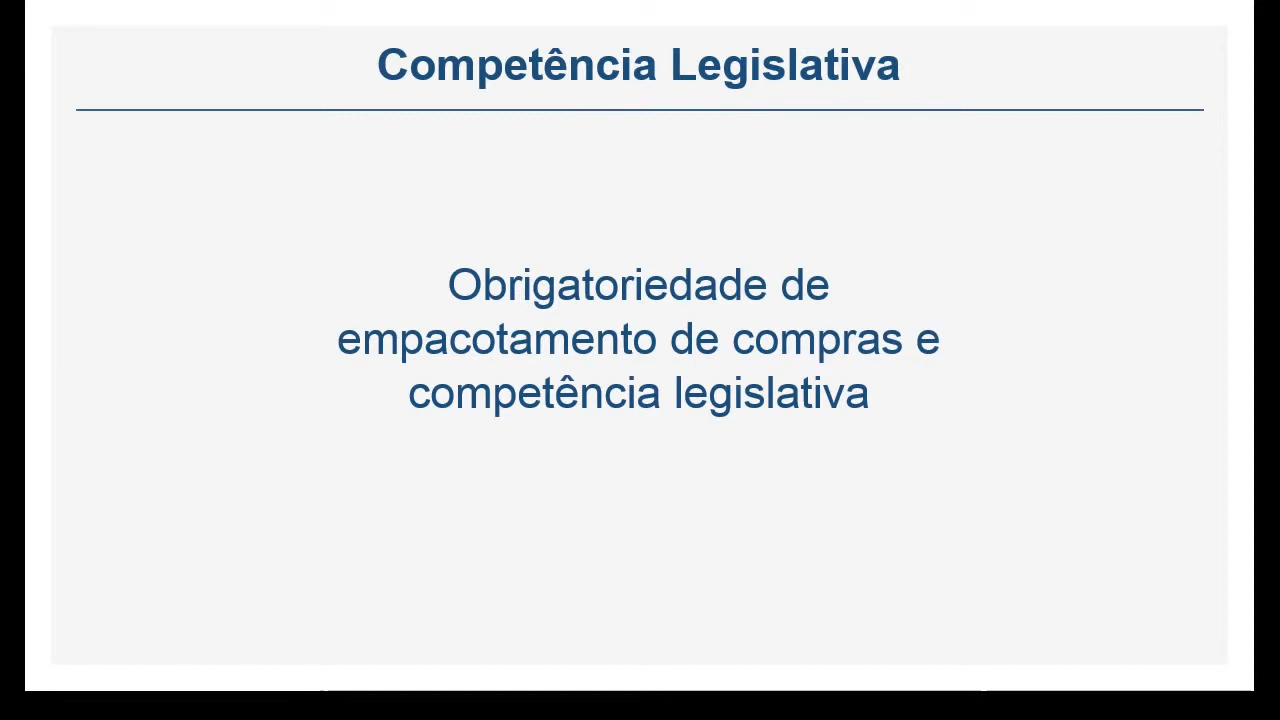 Competência Legislativa
Obrigatoriedade de
empacotamento de compras e
competência legislativa